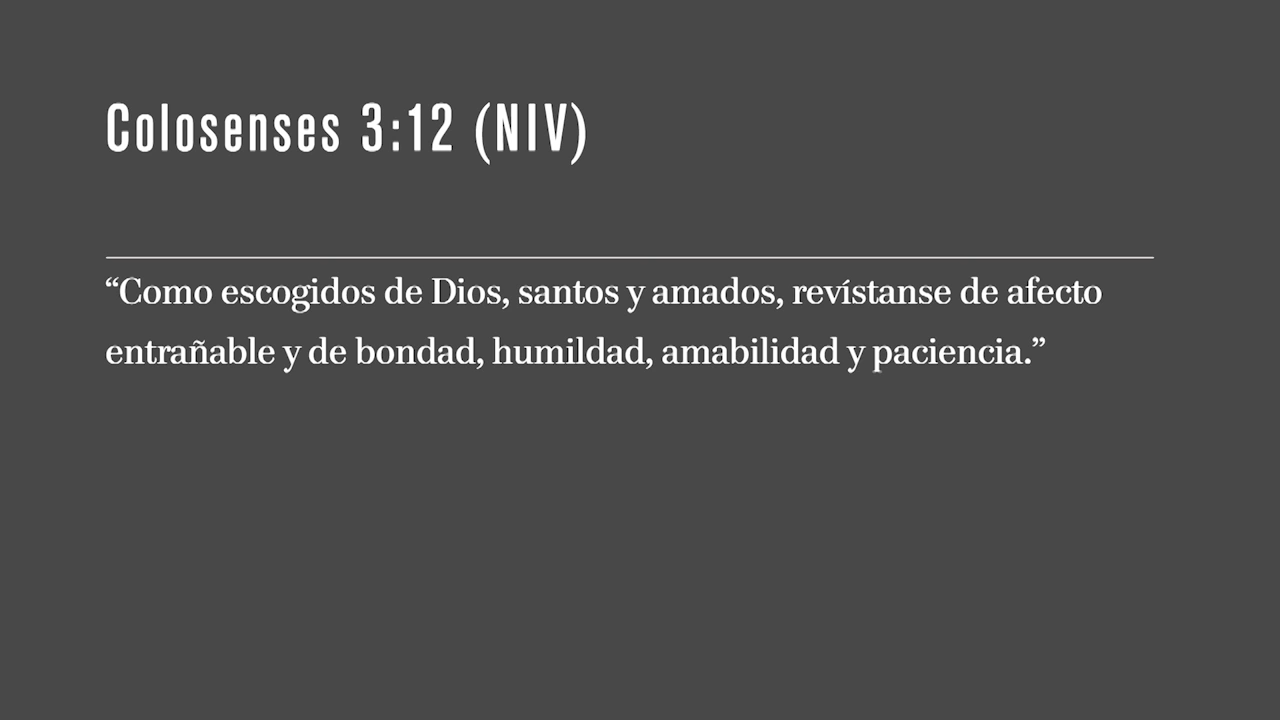 Colosenses 3:12 (NIV)
“Como escogidos de Dios, santos y amados, revístanse de afecto
entrañable y de bondad, humildad, amabilidad y paciencia.”